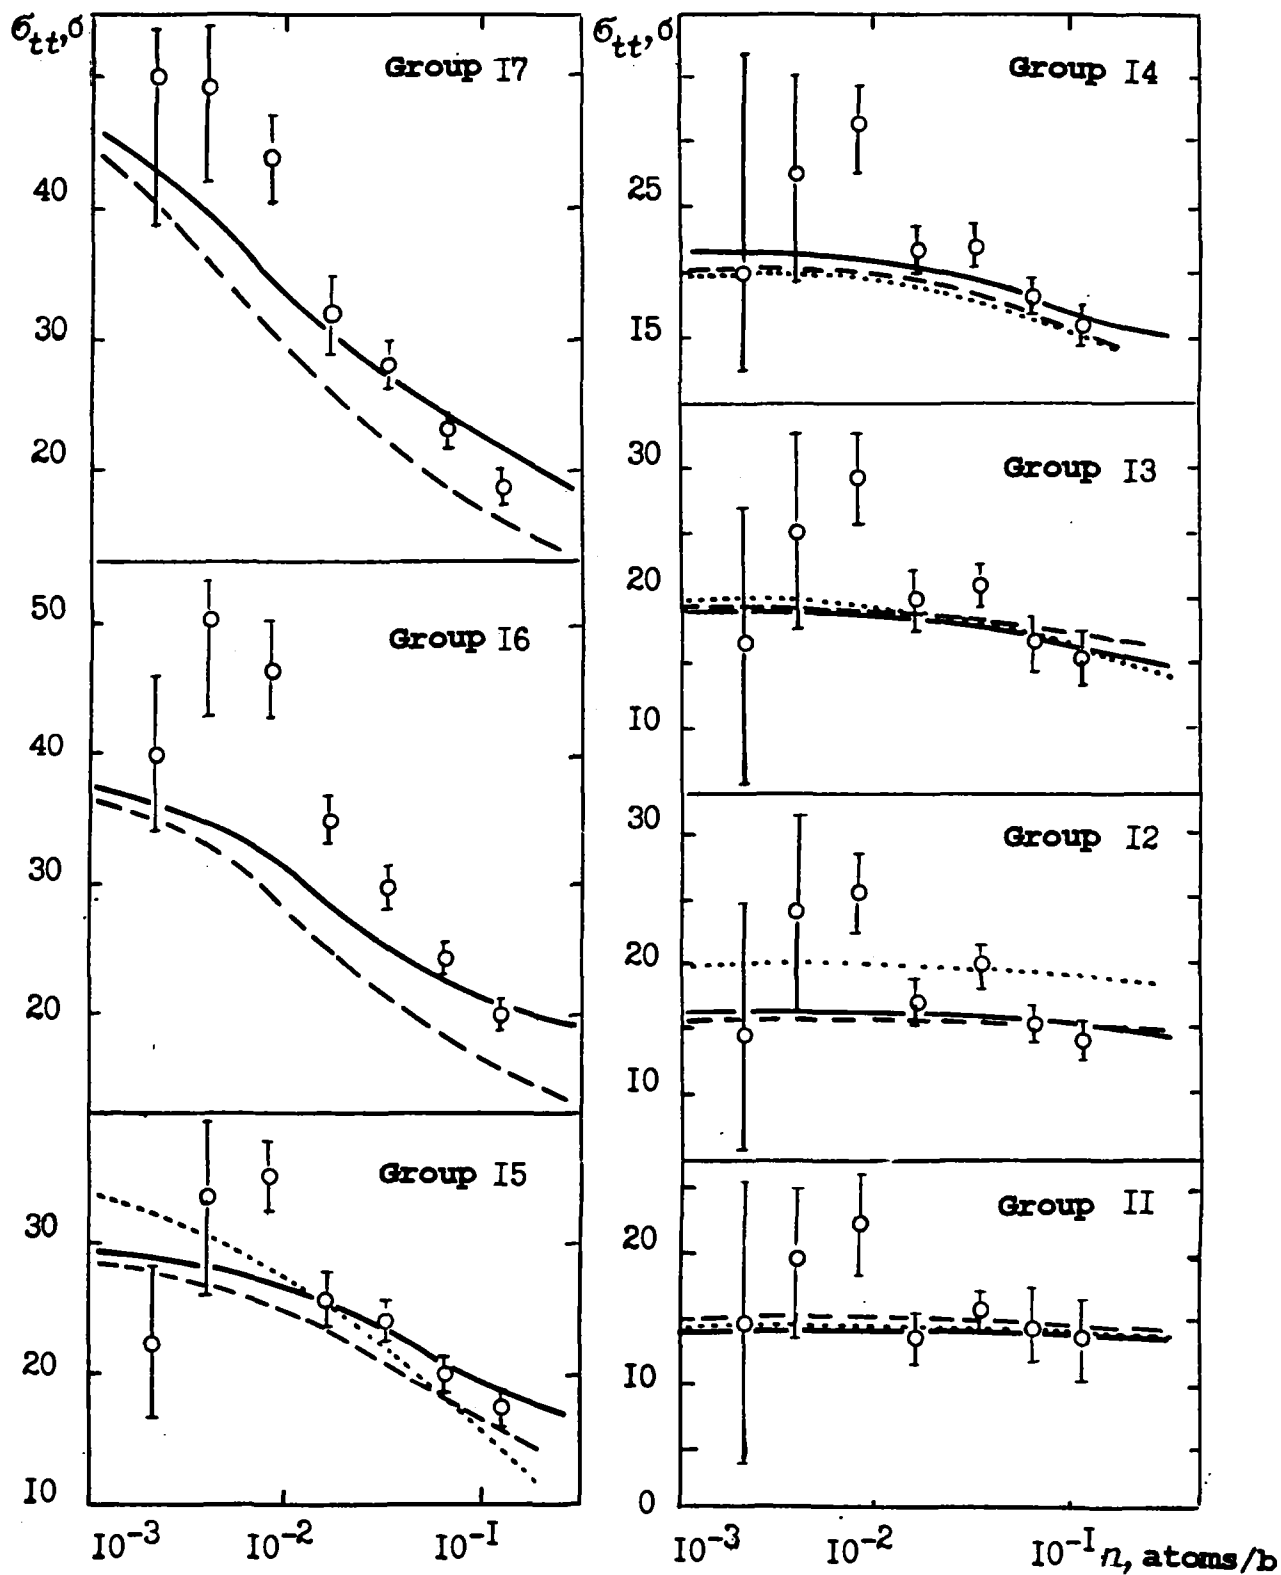 σtt,б
Group I7
40
30
20
50
Group I6
40
30
20
Group I5
30
20
I0
I0⁻³ I0⁻² I0⁻¹
σtt,б
Group I4
25
I5
30
Group I3
20
I0
30
Group I2
20
I0
Group II
20
I0
0
I0⁻³ I0⁻² I0⁻¹ n, atoms/b